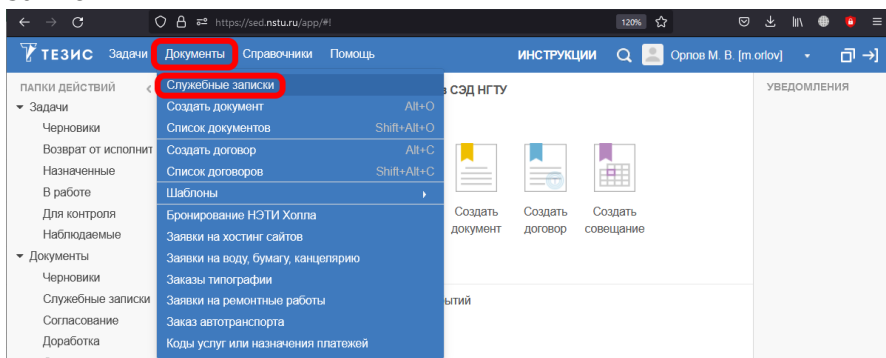 https://sed.nstu.ru/app/#! 120%
ТЕЗИС Задачи Документы Справочники Помощь ИНСТРУКЦИИ Орлов М. В. [m.orlov]
ПАПКИ ДЕЙСТВИЙ
Задачи
Черновики
Возврат от исполнит
Назначенные
В работе
Для контроля
Наблюдаемые
Документы
Черновики
Служебные записки
Согласование
Доработка
Служебные записки
Создать документ Alt+O
Список документов Shift+Alt+O
Создать договор Alt+C
Список договоров Shift+Alt+C
Шаблоны
Бронирование НЭТИ Холла
Заявки на хостинг сайтов
Заявки на воду, бумагу, канцелярию
Заказы типографии
Заявки на ремонтные работы
Заказ автотранспорта
Коды услуг или назначения платежей
в СЭД НГТУ
Создать документ
Создать договор
Создать совещание
ытий
УВЕДОМЛЕНИЯ